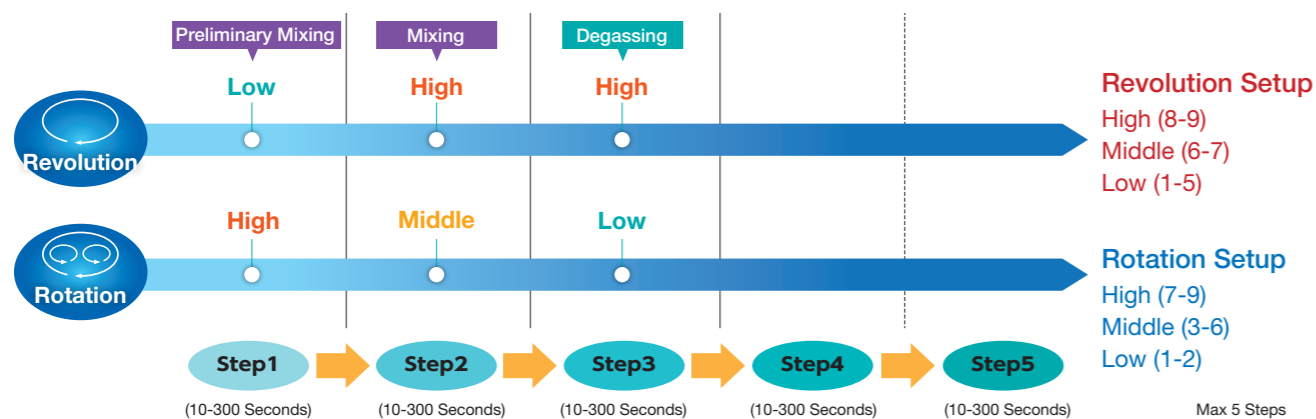 Preliminary Mixing
Mixing
Degassing
Low
High
High
Revolution
Revolution Setup
High (8-9)
Middle (6-7)
Low (1-5)
High
Middle
Low
Rotation
Rotation Setup
High (7-9)
Middle (3-6)
Low (1-2)
Step1
Step2
Step3
Step4
Step5
(10-300 Seconds)
(10-300 Seconds)
(10-300 Seconds)
(10-300 Seconds)
(10-300 Seconds)
Max 5 Steps